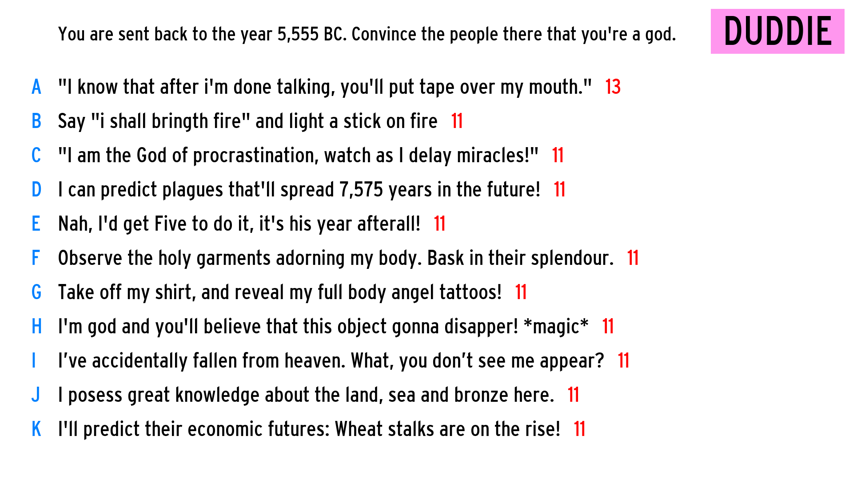 You are sent back to the year 5,555 BC. Convince the people there that you're a god.
DUDDIE
A "I know that after i'm done talking, you'll put tape over my mouth." 13
B Say "i shall bringth fire" and light a stick on fire 11
C "I am the God of procrastination, watch as I delay miracles!" 11
D I can predict plagues that'll spread 7,575 years in the future! 11
E Nah, I'd get Five to do it, it's his year afterall! 11
F Observe the holy garments adorning my body. Bask in their splendour. 11
G Take off my shirt, and reveal my full body angel tattoos! 11
H I'm god and you'll believe that this object gonna disapper! *magic* 11
I I’ve accidentally fallen from heaven. What, you don’t see me appear? 11
J I posess great knowledge about the land, sea and bronze here. 11
K I'll predict their economic futures: Wheat stalks are on the rise! 11